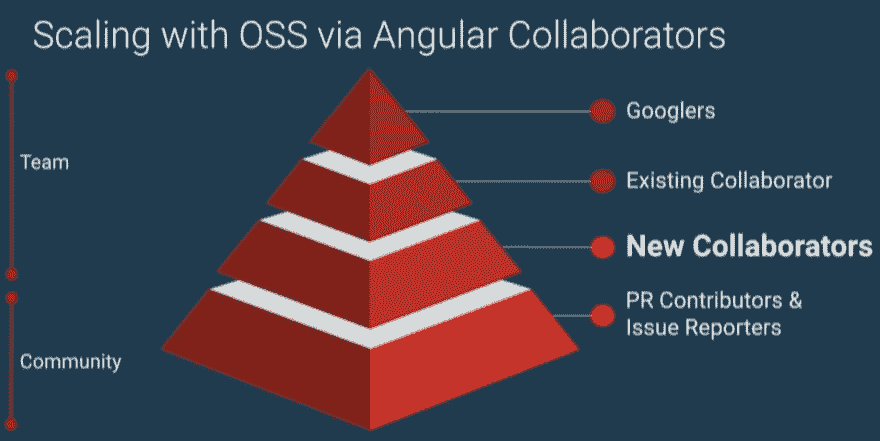 Scaling with OSS via Angular Collaborators
Team
Googlers
Existing Collaborator
New Collaborators
PR Contributors &
Issue Reporters
Community